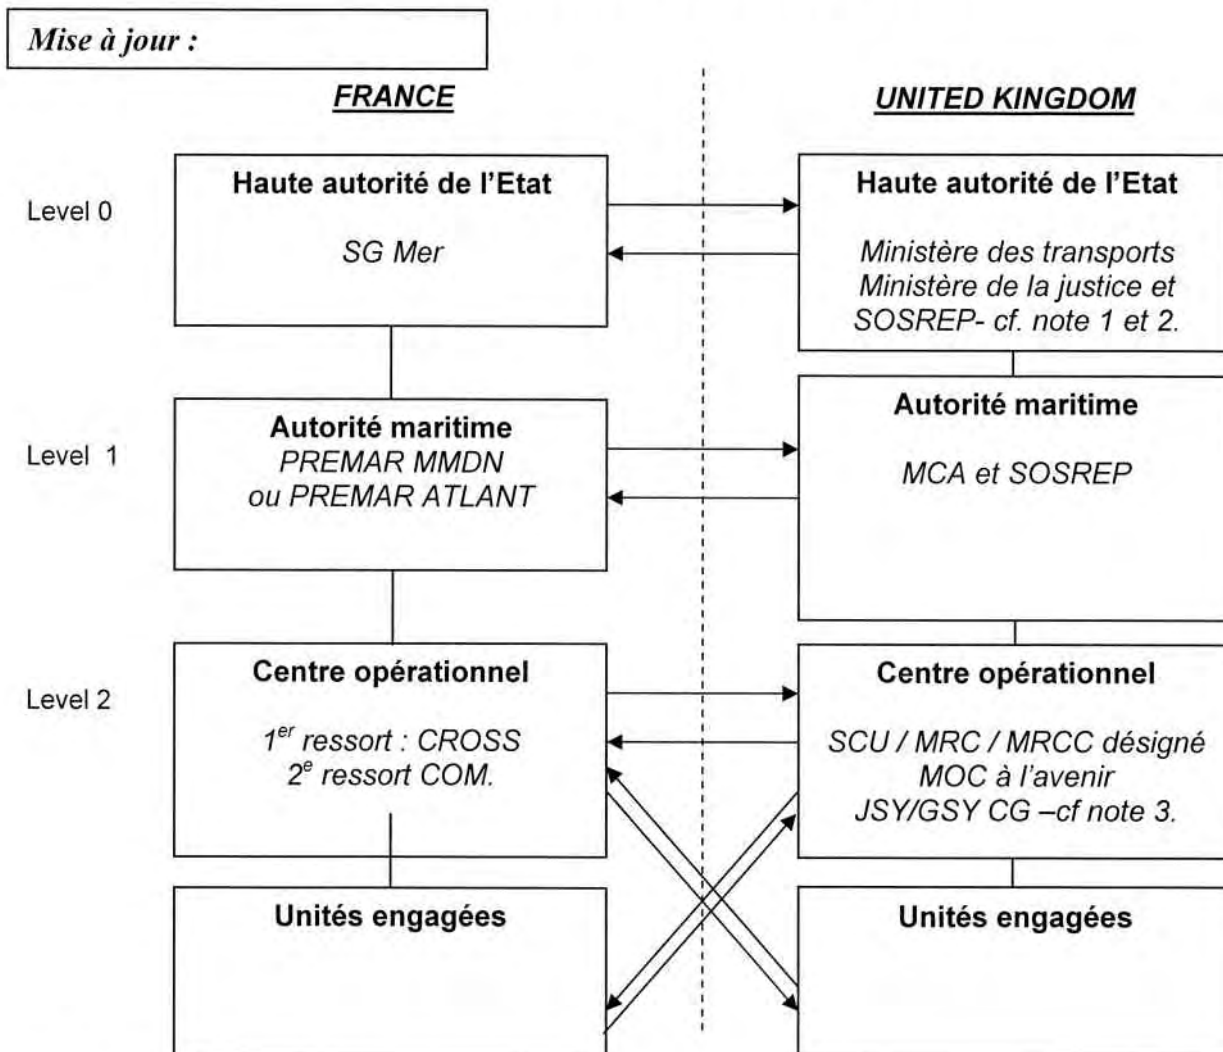 Mise à jour :
FRANCE
UNITED KINGDOM
Level 0
Haute autorité de l'Etat
SG Mer
Haute autorité de l'Etat
Ministère des transports
Ministère de la justice et
SOSREP- cf. note 1 et 2.
Level 1
Autorité maritime
PREMAR MMDN
ou PREMAR ATLANT
Autorité maritime
MCA et SOSREP
Level 2
Centre opérationnel
1er ressort : CROSS
2e ressort COM.
Centre opérationnel
SCU / MRC / MRCC désigné
MOC à l'avenir
JSY/GSY CG –cf note 3.
Unités engagées
Unités engagées